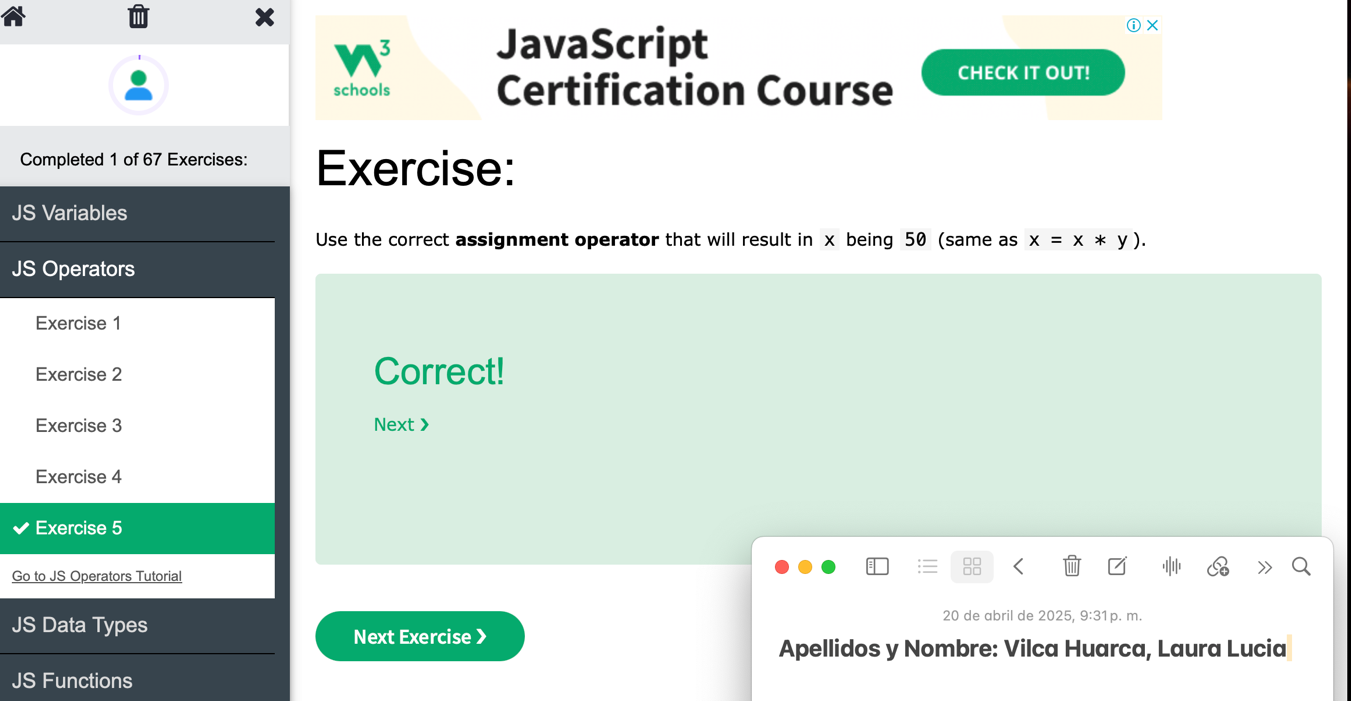 Completed 1 of 67 Exercises:
JS Variables
JS Operators
Exercise 1
Exercise 2
Exercise 3
Exercise 4
Exercise 5
Go to JS Operators Tutorial
JS Data Types
JS Functions
W3
schools
JavaScript
Certification Course
CHECK IT OUT!
Exercise:
Use the correct assignment operator that will result in x being 50 (same as x = x * y).
Correct!
Next ❯
Next Exercise ❯
20 de abril de 2025, 9:31 p. m.
Apellidos y Nombre: Vilca Huarca, Laura Lucia